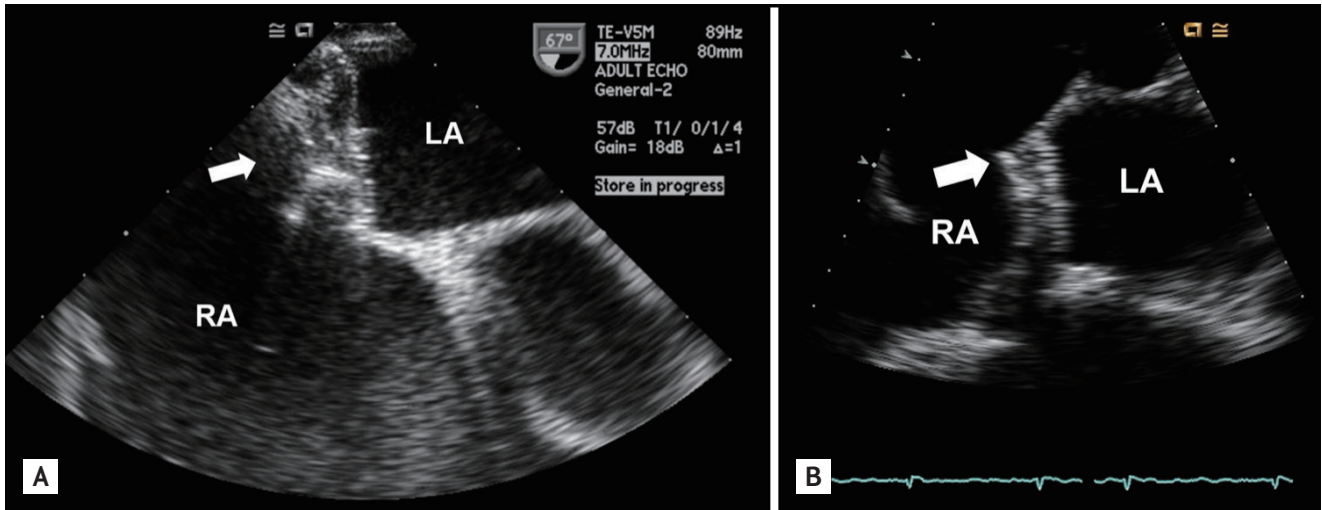 67°
TE-V5M 89Hz
7.0MHz 80mm
ADULT ECHO
General-2
57dB T1/ 0/1/4
Gain= 18dB Δ=1
Store in progress
LA
RA
A
LA
RA
B